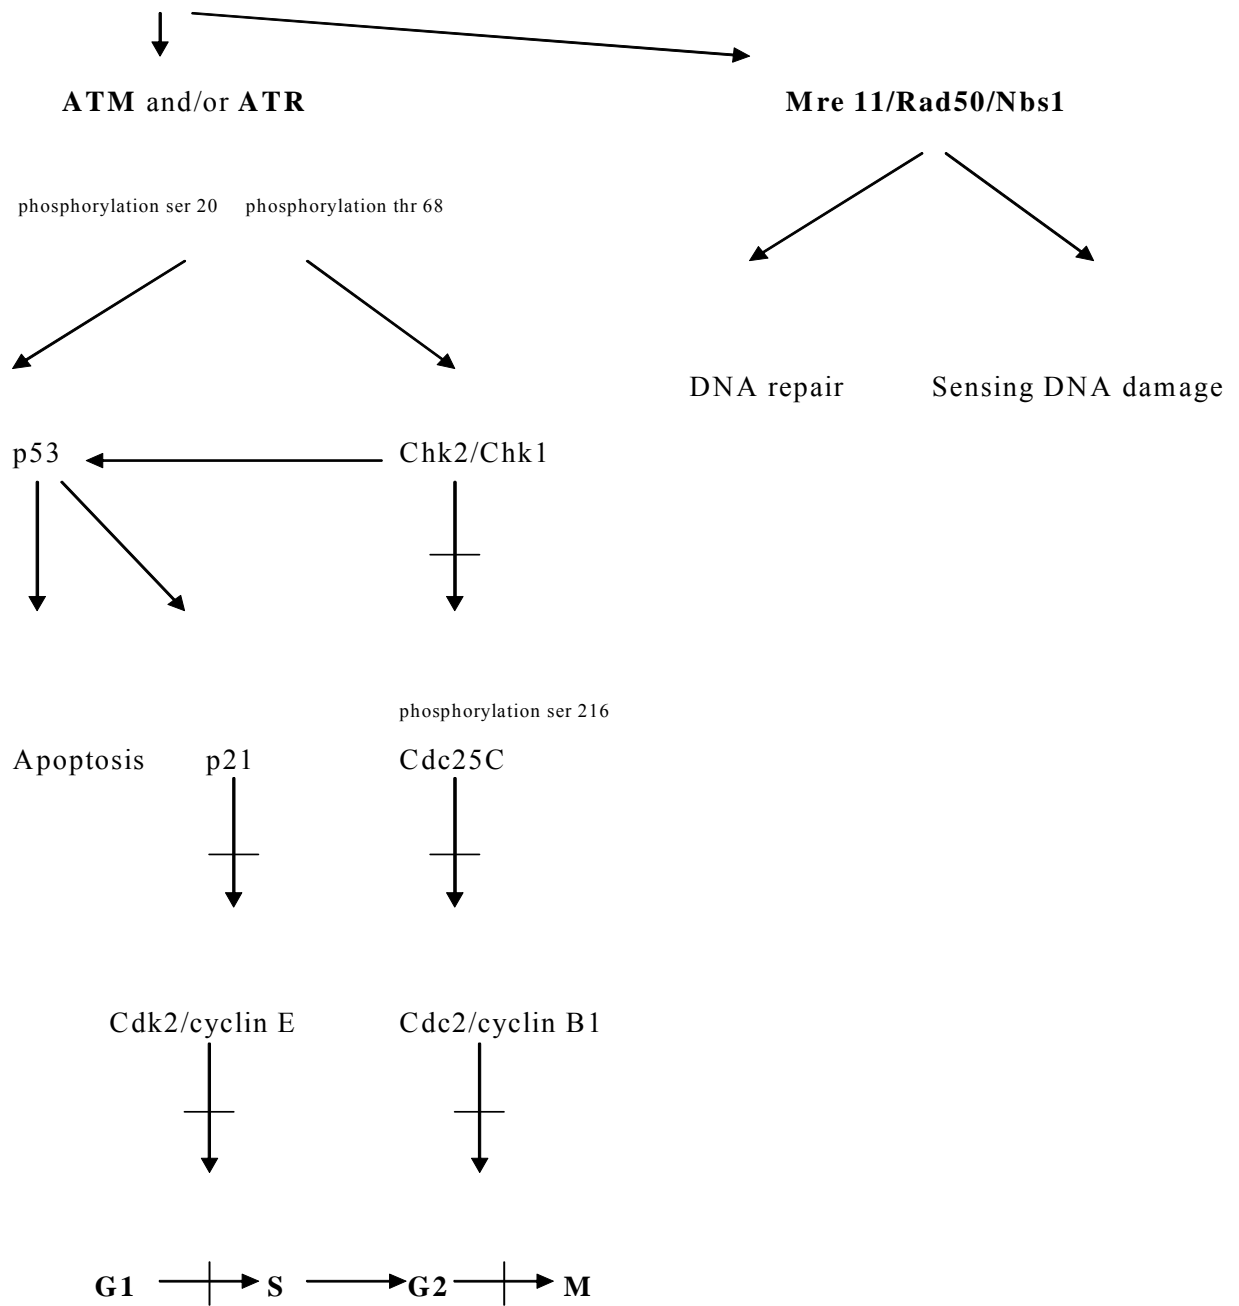 ATM and/or ATR
Mre 11/Rad50/Nbs1
phosphorylation ser 20
phosphorylation thr 68
DNA repair
Sensing DNA damage
p53
Chk2/Chk1
phosphorylation ser 216
Apoptosis
p21
Cdc25C
Cdk2/cyclin E
Cdc2/cyclin B1
G1
S
G2
M